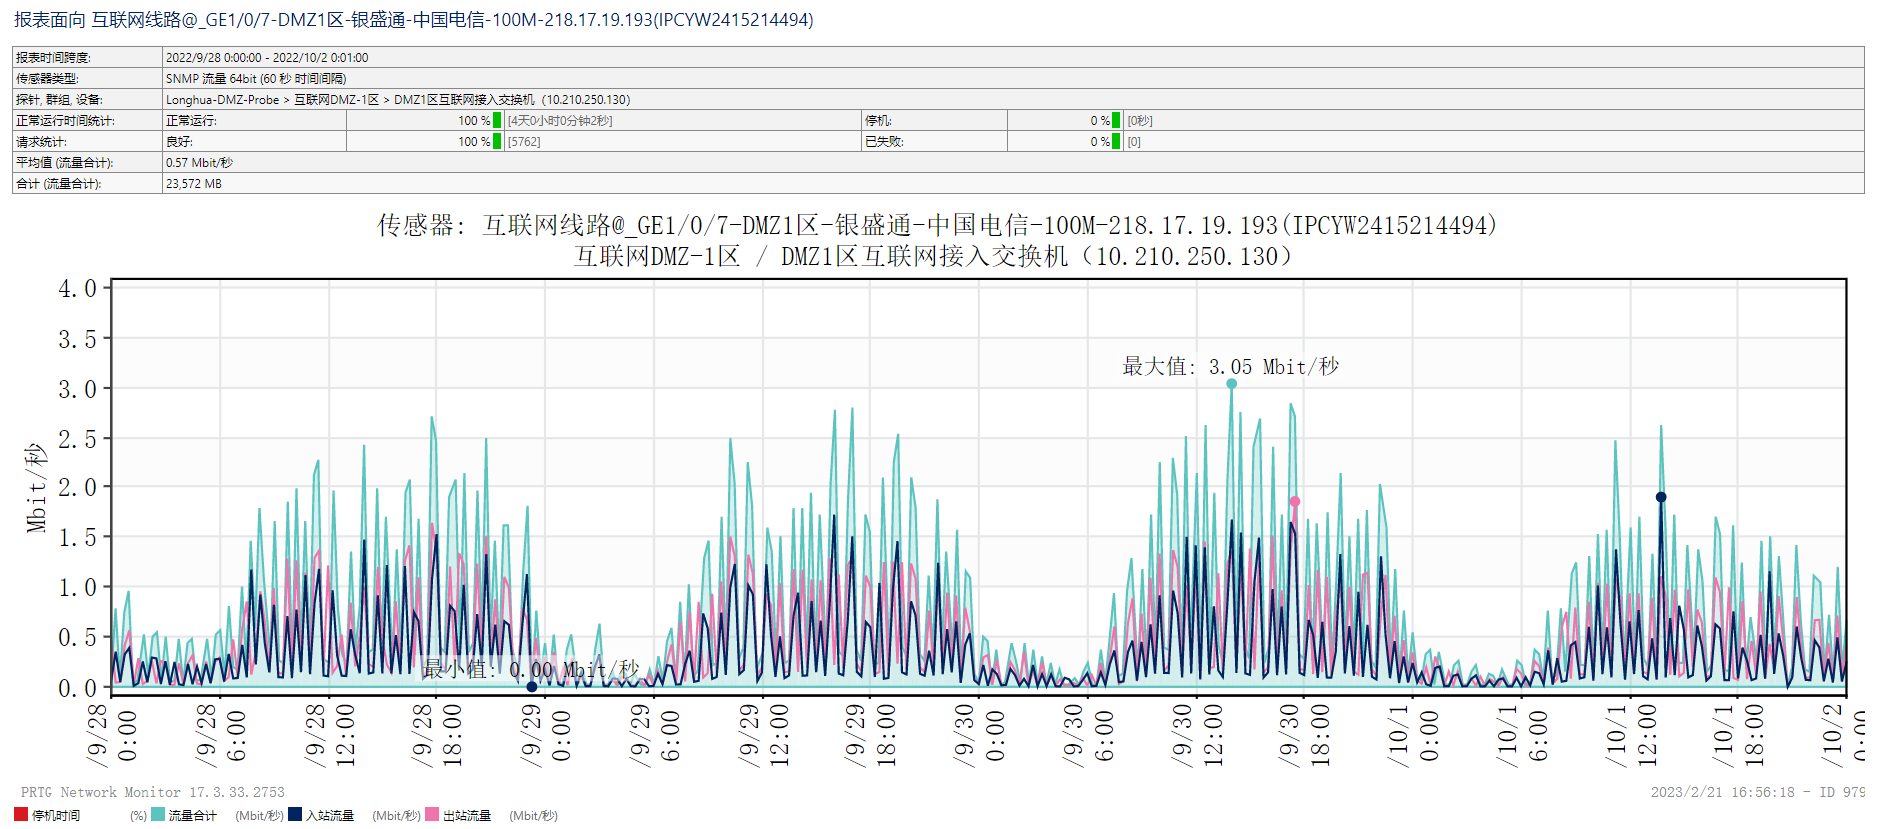 报表面向 互联网线路@_GE1/0/7-DMZ1区-银盛通-中国电信-100M-218.17.19.193(IPCYW2415214494)
报表时间跨度: 2022/9/28 0:00:00 - 2022/10/2 0:01:00
传感器类型: SNMP 流量 64bit (60 秒 时间间隔)
探针, 群组, 设备: Longhua-DMZ-Probe > 互联网DMZ-1区 > DMZ1区互联网接入交换机（10.210.250.130）
正常运行时间统计: 正常运行: 100 % [4天0小时0分钟2秒] 停机: 0 % [0秒]
请求统计: 良好: 100 % [5762] 已失败: 0 % [0]
平均值 (流量合计): 0.57 Mbit/秒
合计 (流量合计): 23,572 MB
传感器: 互联网线路@_GE1/0/7-DMZ1区-银盛通-中国电信-100M-218.17.19.193(IPCYW2415214494)
互联网DMZ-1区 / DMZ1区互联网接入交换机（10.210.250.130）
Mbit/秒
4.0
3.5
3.0
2.5
2.0
1.5
1.0
0.5
0.0
最大值: 3.05 Mbit/秒
最小值: 0.00 Mbit/秒
/9/28 0:00
/9/28 6:00
/9/28 12:00
/9/28 18:00
/9/29 0:00
/9/29 6:00
/9/29 12:00
/9/29 18:00
/9/30 0:00
/9/30 6:00
/9/30 12:00
/9/30 18:00
/10/1 0:00
/10/1 6:00
/10/1 12:00
/10/1 18:00
/10/2 0:00
PRTG Network Monitor 17.3.33.2753
2023/2/21 16:56:18 - ID 979
停机时间 (%) 流量合计 (Mbit/秒) 入站流量 (Mbit/秒) 出站流量 (Mbit/秒)